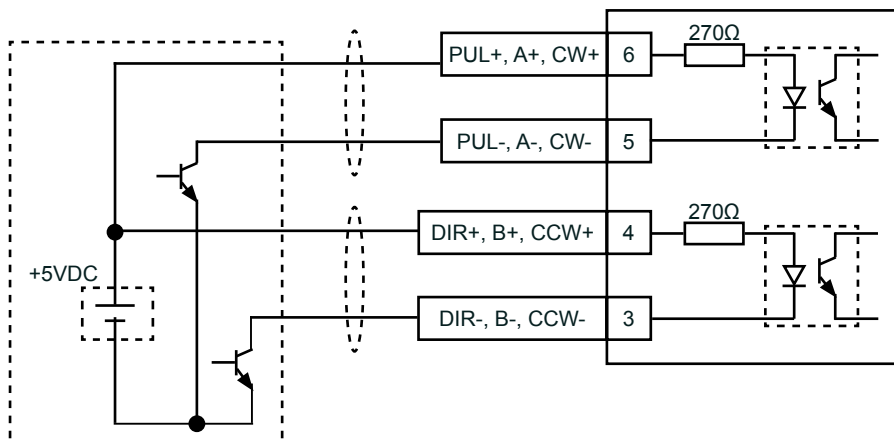 270Ω
PUL+, A+, CW+ 6
PUL-, A-, CW- 5
270Ω
DIR+, B+, CCW+ 4
+5VDC
DIR-, B-, CCW- 3